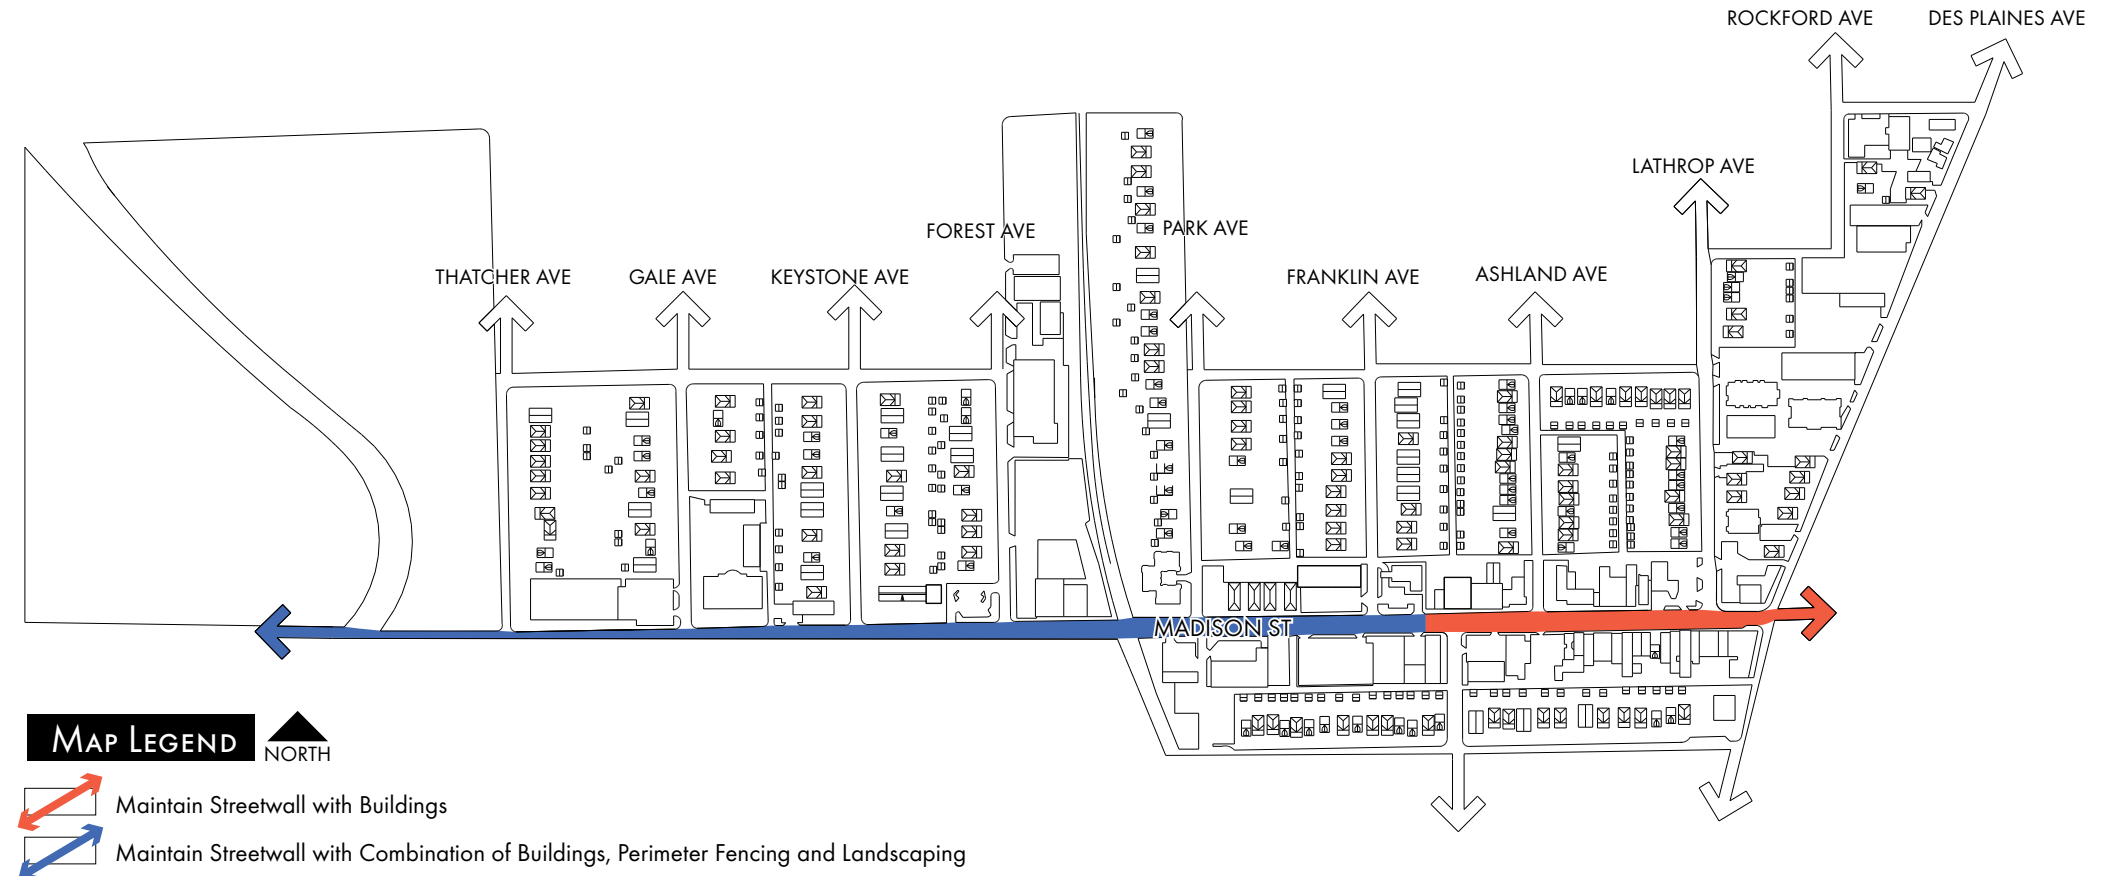 ROCKFORD AVE
DES PLAINES AVE
LATHROP AVE
FOREST AVE
PARK AVE
THATCHER AVE
GALE AVE
KEYSTONE AVE
FRANKLIN AVE
ASHLAND AVE
MADISON ST
MAP LEGEND
NORTH
Maintain Streetwall with Buildings
Maintain Streetwall with Combination of Buildings, Perimeter Fencing and Landscaping